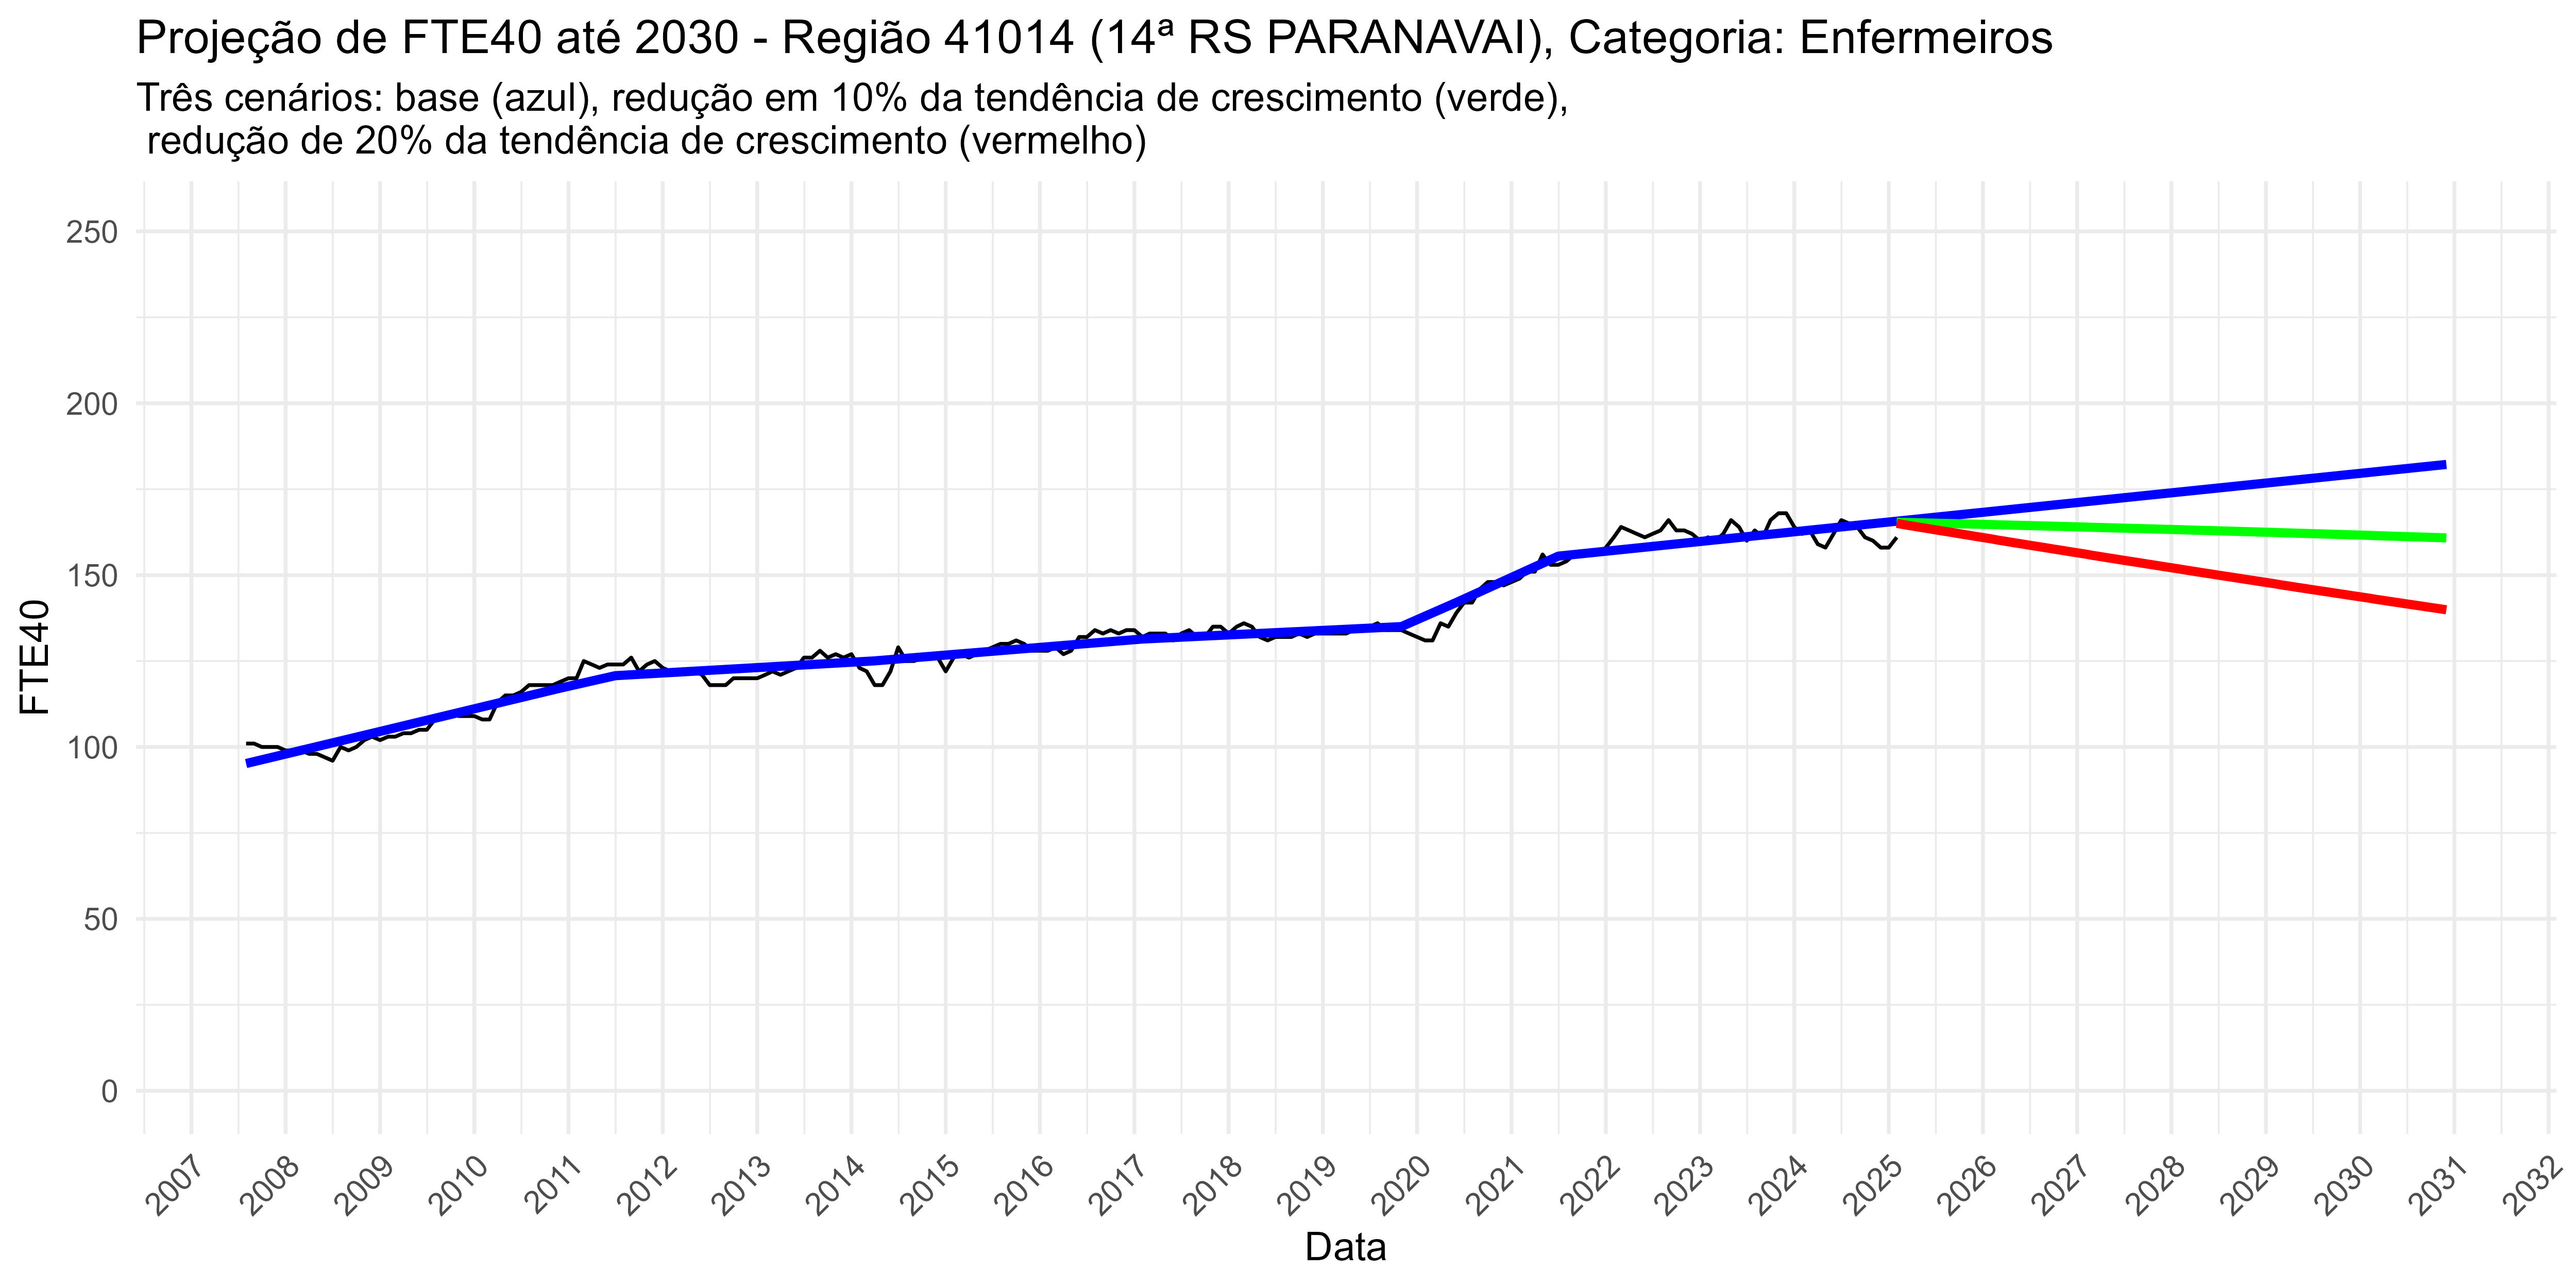 Projeção de FTE40 até 2030 - Região 41014 (14ª RS PARANAVAI), Categoria: Enfermeiros
Três cenários: base (azul), redução em 10% da tendência de crescimento (verde),
redução de 20% da tendência de crescimento (vermelho)
250
200
150
100
50
0
FTE40
2007 2008 2009 2010 2011 2012 2013 2014 2015 2016 2017 2018 2019 2020 2021 2022 2023 2024 2025 2026 2027 2028 2029 2030 2031 2032
Data